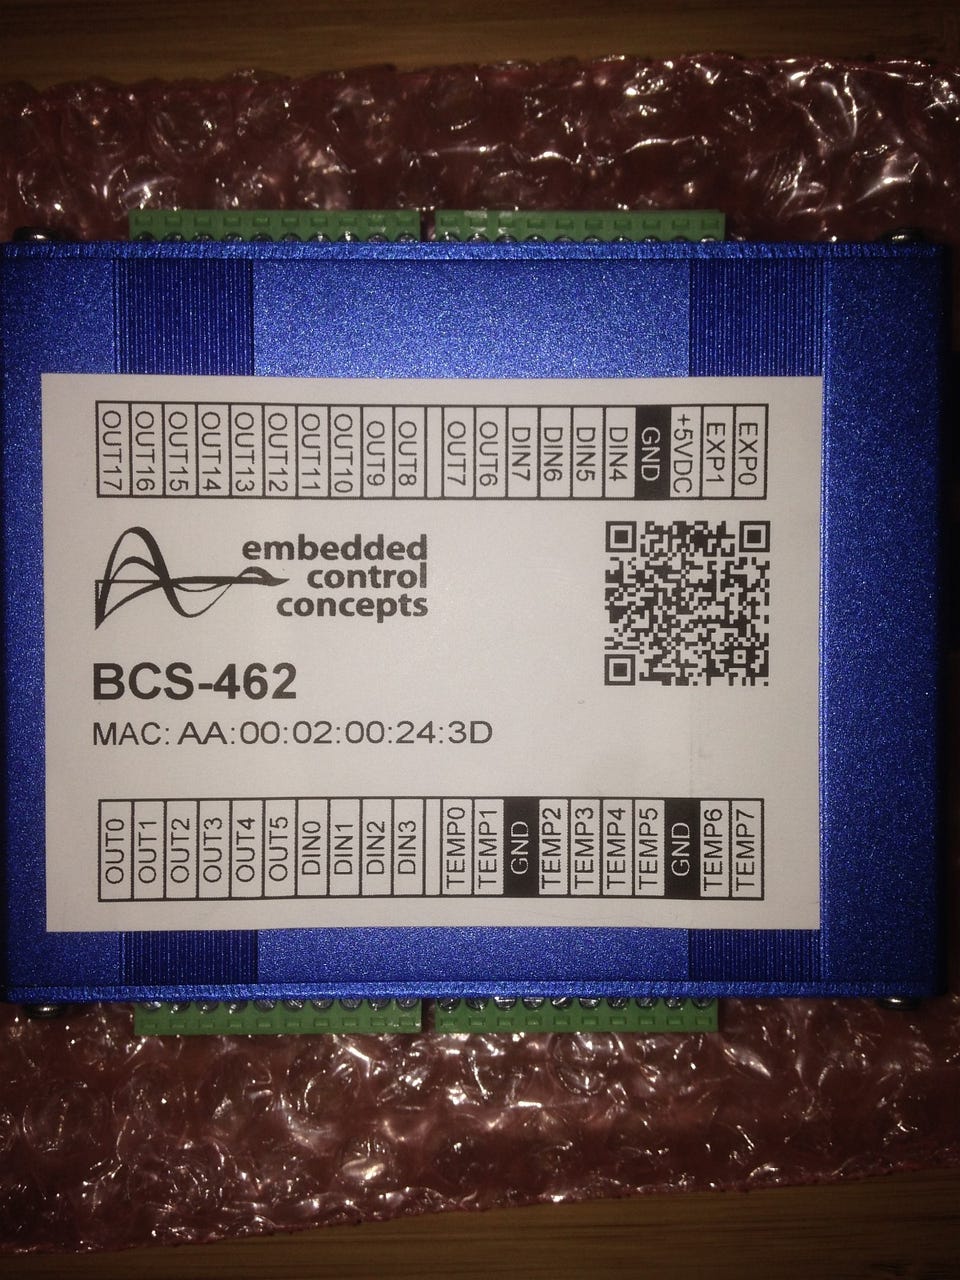 OUT17 OUT16 OUT15 OUT14 OUT13 OUT12 OUT11 OUT10 OUT9 OUT8 OUT7 OUT6 DIN7 DIN6 DIN5 DIN4 GND +5VDC EXP1 EXP0
embedded
control
concepts
BCS-462
MAC: AA:00:02:00:24:3D
OUT0 OUT1 OUT2 OUT3 OUT4 OUT5 DIN0 DIN1 DIN2 DIN3 TEMP0 TEMP1 GND TEMP2 TEMP3 TEMP4 TEMP5 GND TEMP6 TEMP7